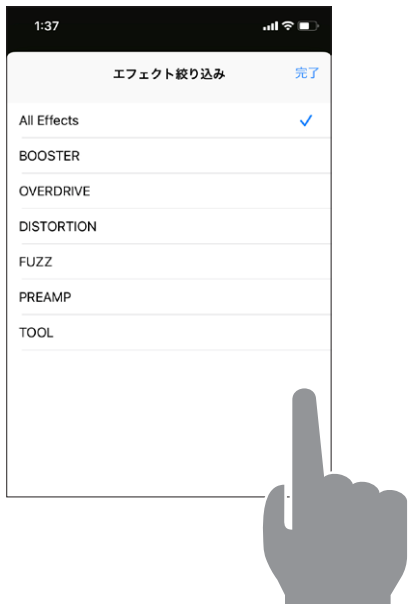 1:37
エフェクト絞り込み 完了
All Effects
BOOSTER
OVERDRIVE
DISTORTION
FUZZ
PREAMP
TOOL